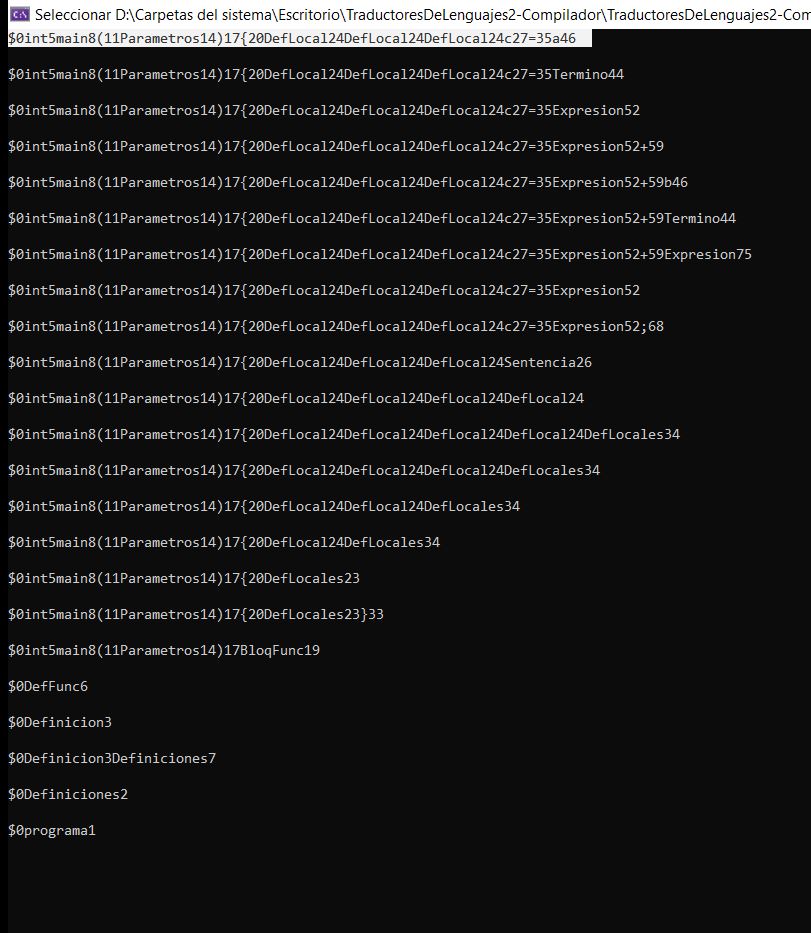 Seleccionar D:\Carpetas del sistema\Escritorio\TraductoresDeLenguajes2-Compilador\TraductoresDeLenguajes2-Com
$0int5main8(11Parametros14)17{20DefLocal24DefLocal24DefLocal24c27=35a46
$0int5main8(11Parametros14)17{20DefLocal24DefLocal24DefLocal24c27=35Termino44
$0int5main8(11Parametros14)17{20DefLocal24DefLocal24DefLocal24c27=35Expresion52
$0int5main8(11Parametros14)17{20DefLocal24DefLocal24DefLocal24c27=35Expresion52+59
$0int5main8(11Parametros14)17{20DefLocal24DefLocal24DefLocal24c27=35Expresion52+59b46
$0int5main8(11Parametros14)17{20DefLocal24DefLocal24DefLocal24c27=35Expresion52+59Termino44
$0int5main8(11Parametros14)17{20DefLocal24DefLocal24DefLocal24c27=35Expresion52+59Expresion75
$0int5main8(11Parametros14)17{20DefLocal24DefLocal24DefLocal24c27=35Expresion52
$0int5main8(11Parametros14)17{20DefLocal24DefLocal24DefLocal24c27=35Expresion52;68
$0int5main8(11Parametros14)17{20DefLocal24DefLocal24DefLocal24Sentencia26
$0int5main8(11Parametros14)17{20DefLocal24DefLocal24DefLocal24DefLocal24
$0int5main8(11Parametros14)17{20DefLocal24DefLocal24DefLocal24DefLocal24DefLocales34
$0int5main8(11Parametros14)17{20DefLocal24DefLocal24DefLocal24DefLocales34
$0int5main8(11Parametros14)17{20DefLocal24DefLocal24DefLocales34
$0int5main8(11Parametros14)17{20DefLocal24DefLocales34
$0int5main8(11Parametros14)17{20DefLocales23
$0int5main8(11Parametros14)17{20DefLocales23}33
$0int5main8(11Parametros14)17BloqFunc19
$0DefFunc6
$0Definicion3
$0Definicion3Definiciones7
$0Definiciones2
$0programa1